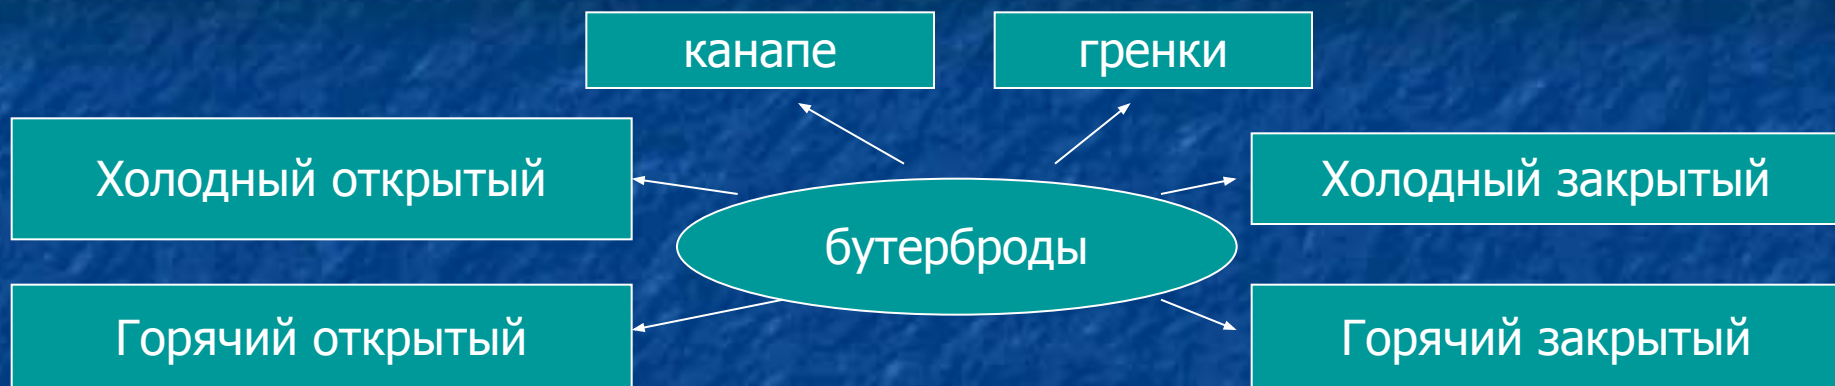 канапе
гренки
Холодный открытый
Холодный закрытый
бутерброды
Горячий открытый
Горячий закрытый